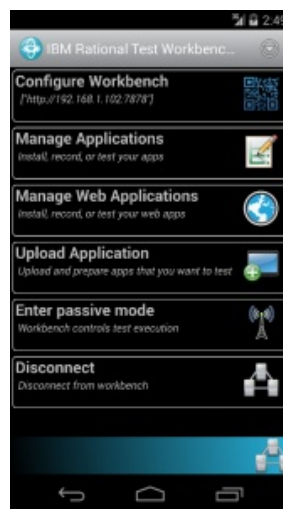 2:49
IBM Rational Test Workbenc...
Configure Workbench
["http://192.168.1.102:7878"]
Manage Applications
Install, record, or test your apps
Manage Web Applications
Install, record, or test your web apps
Upload Application
Upload and prepare apps that you want to test
Enter passive mode
Workbench controls test execution
Disconnect
Disconnect from workbench